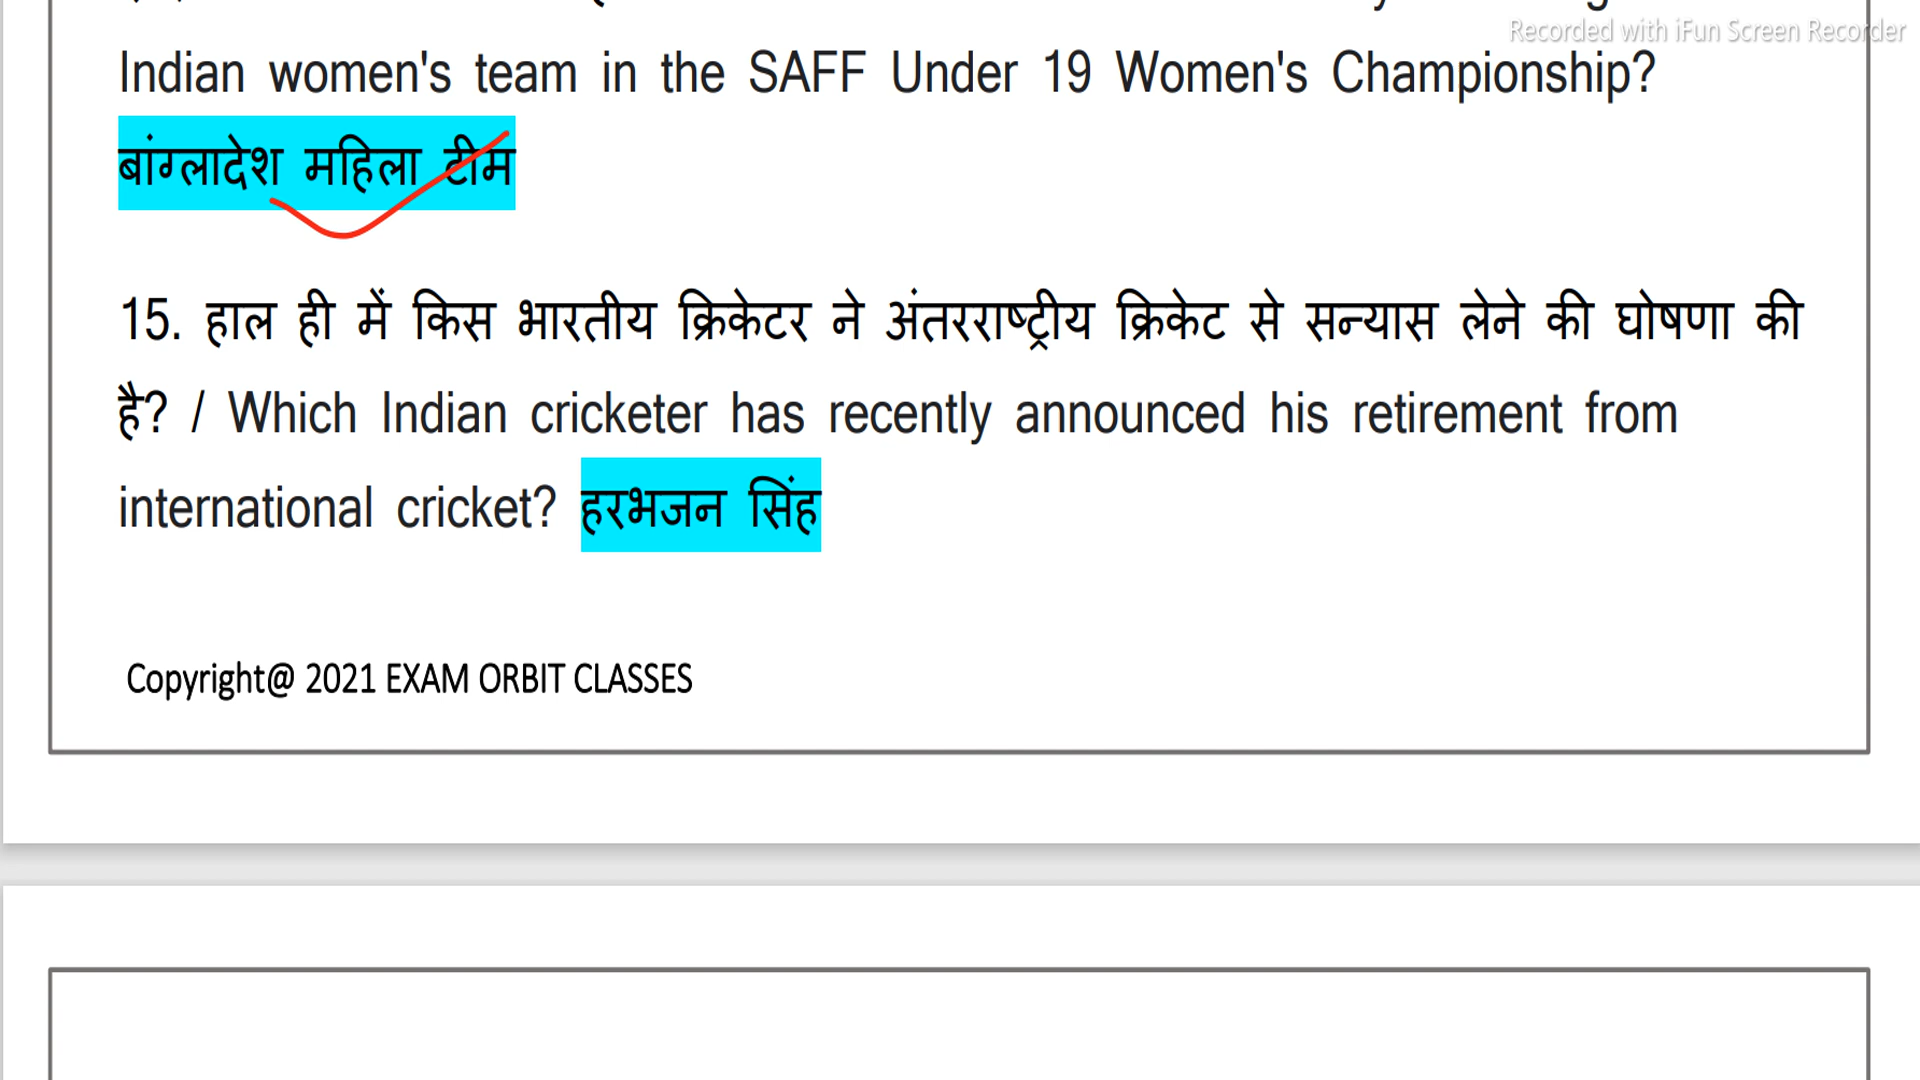 Recorded with iFun Screen Recorder
Indian women's team in the SAFF Under 19 Women's Championship?
बांग्लादेश महिला टीम
15. हाल ही में किस भारतीय क्रिकेटर ने अंतरराष्ट्रीय क्रिकेट से सन्यास लेने की घोषणा की
है? / Which Indian cricketer has recently announced his retirement from
international cricket? हरभजन सिंह
Copyright@ 2021 EXAM ORBIT CLASSES